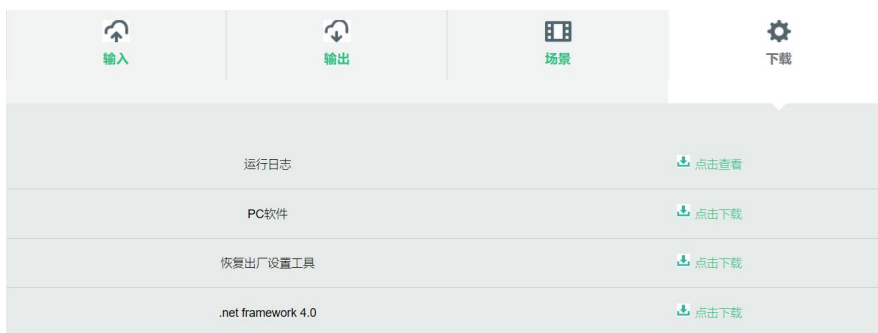 输入
输出
场景
下载
运行日志 点击查看
PC软件 点击下载
恢复出厂设置工具 点击下载
.net framework 4.0 点击下载